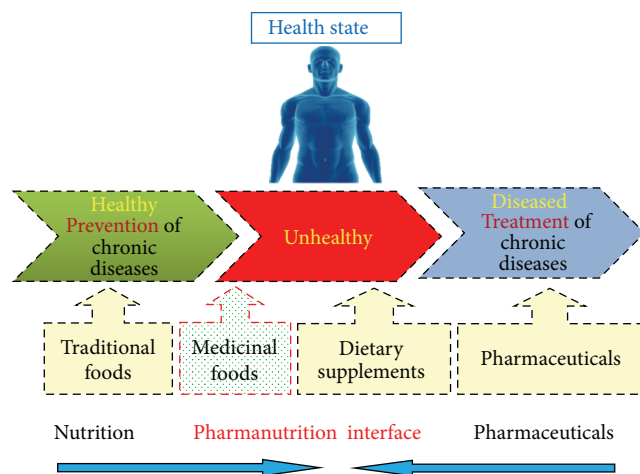 Health state
Healthy
Prevention of
chronic
diseases
Unhealthy
Diseased
Treatment of
chronic
diseases
Traditional
foods
Medicinal
foods
Dietary
supplements
Pharmaceuticals
Nutrition
Pharmanutrition interface
Pharmaceuticals